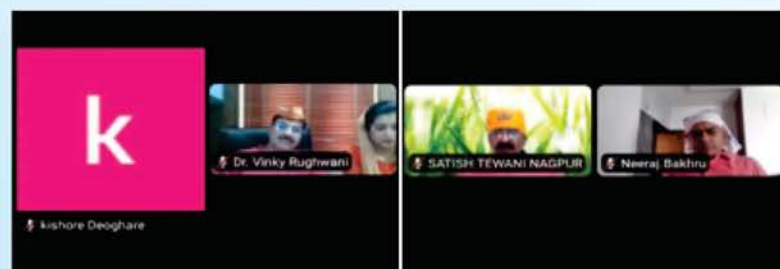 k
kishore Deoghare
Dr. Vinky Rughwani
SATISH TEWANI NAGPUR
Neeraj Bakhru